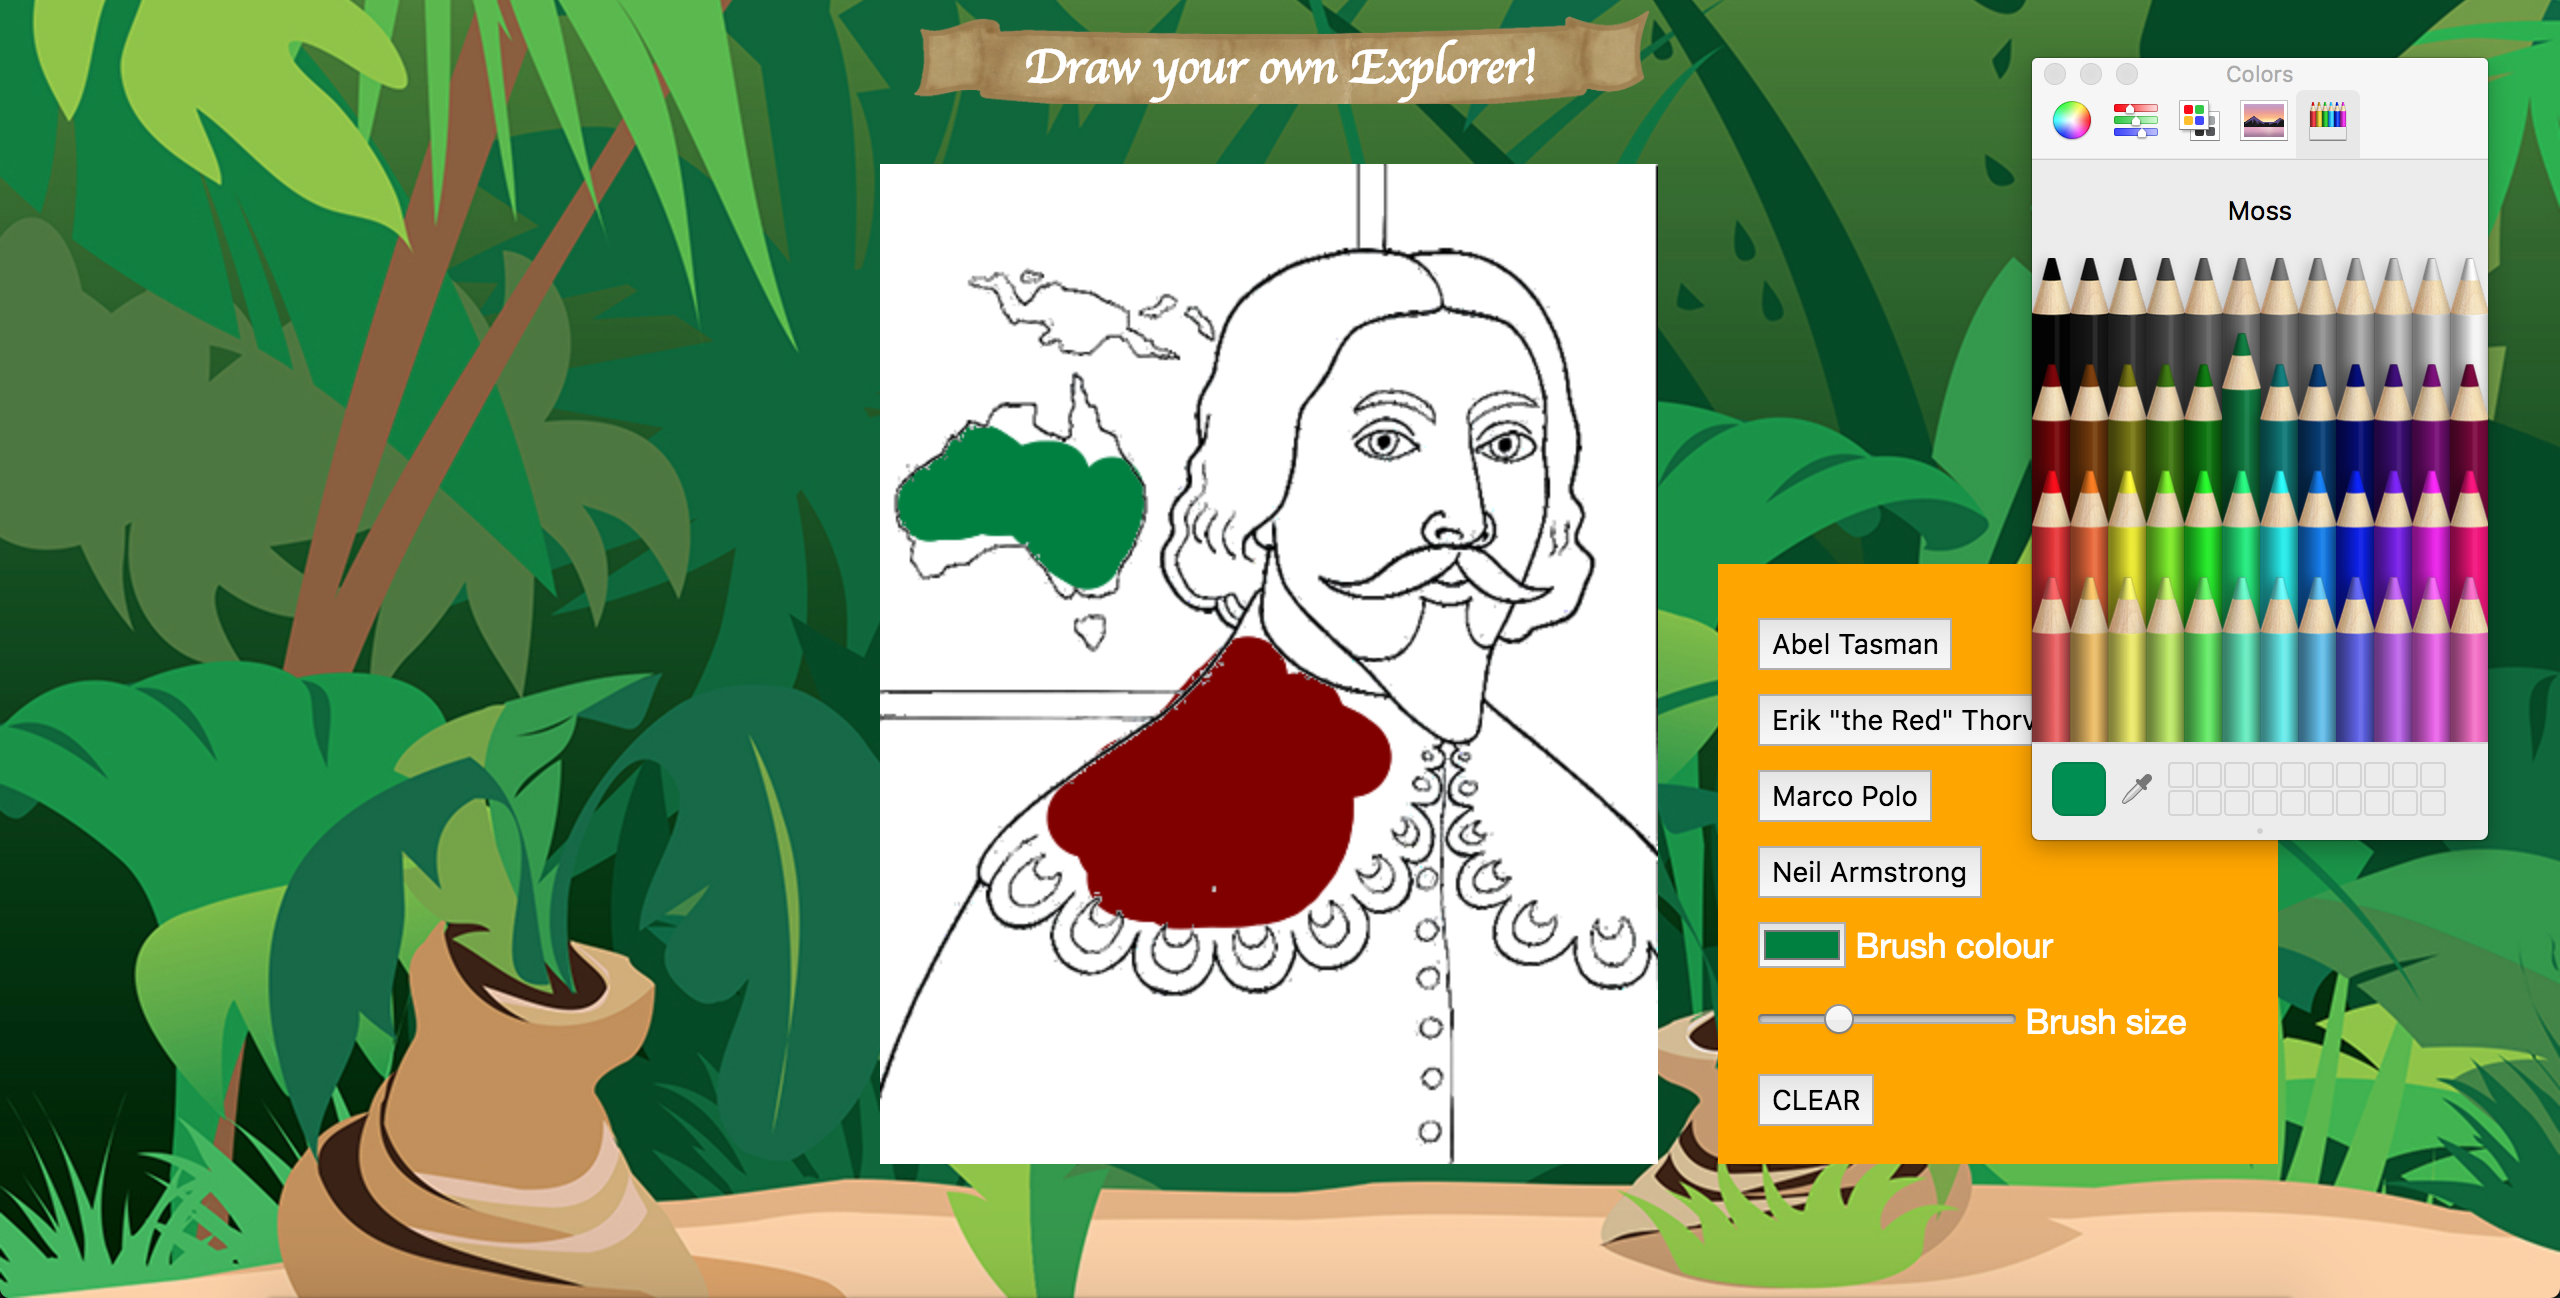 Draw your own Explorer!
Colors
Moss
Abel Tasman
Erik "the Red" Thorv
Marco Polo
Neil Armstrong
Brush colour
Brush size
CLEAR